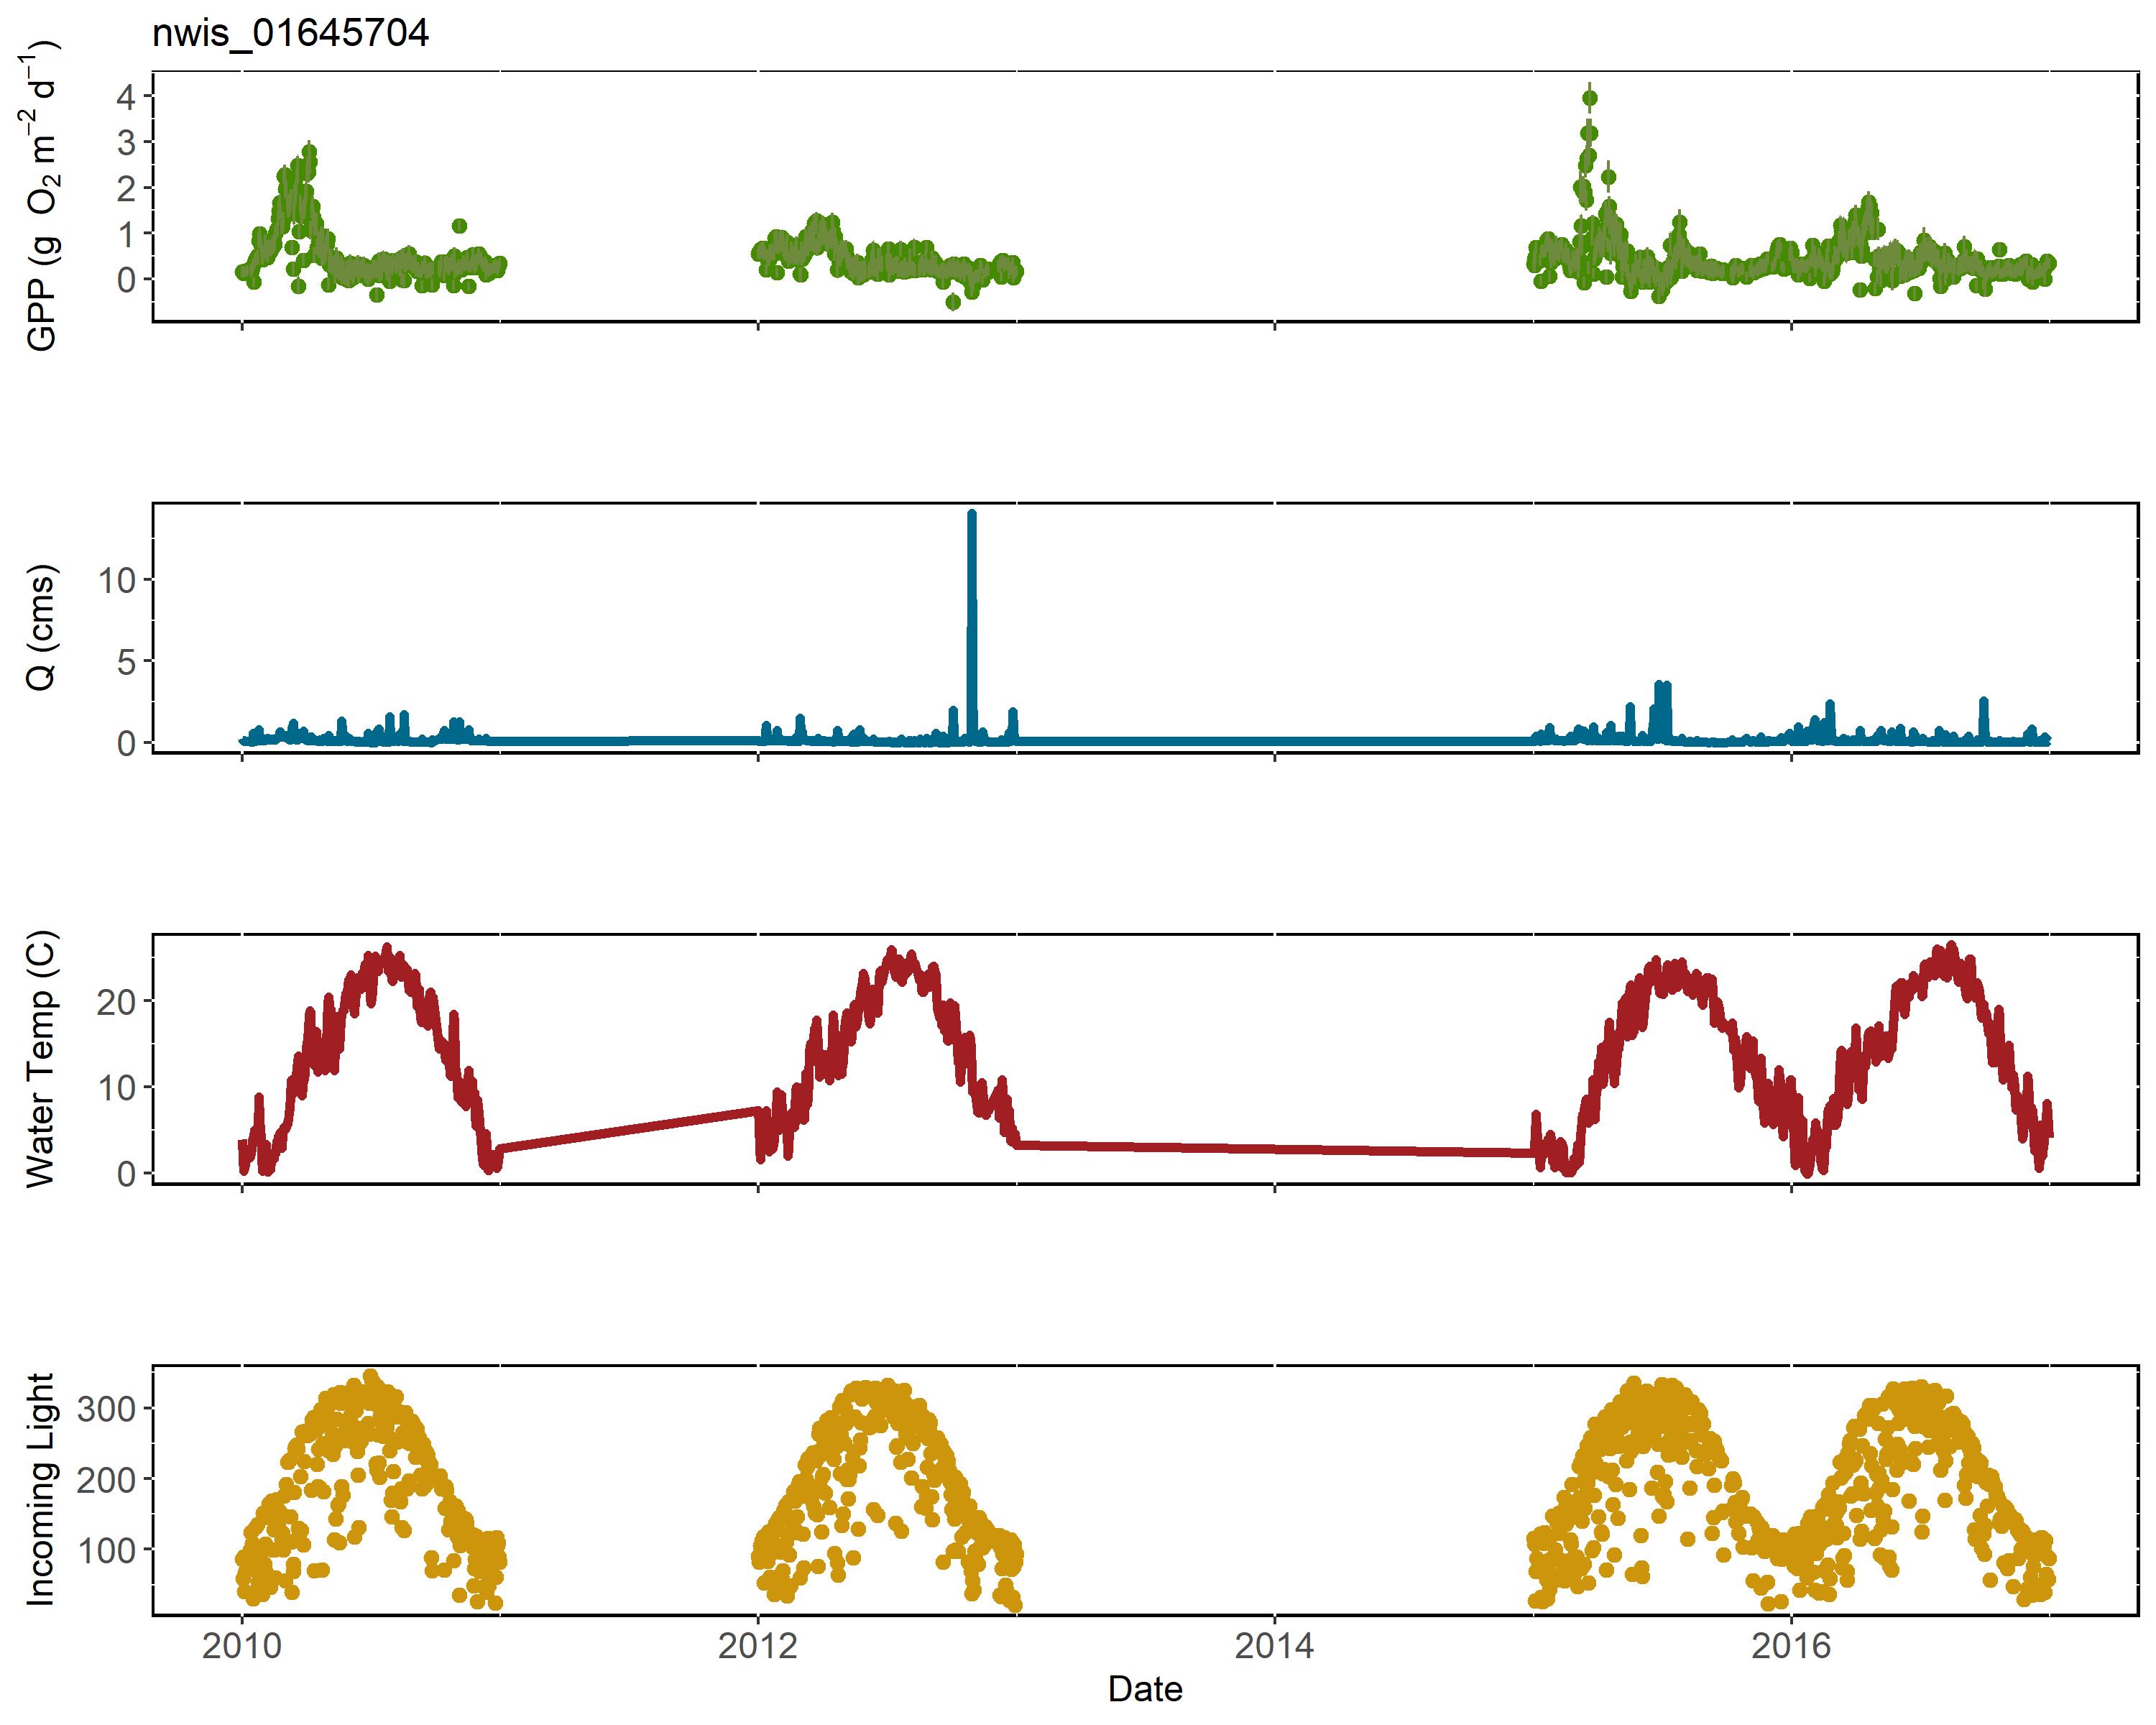 nwis_01645704
GPP (g O₂ m⁻² d⁻¹)
4
3
2
1
0
Q (cms)
10
5
0
Water Temp (C)
20
10
0
Incoming Light
300
200
100
2010 2012 2014 2016
Date